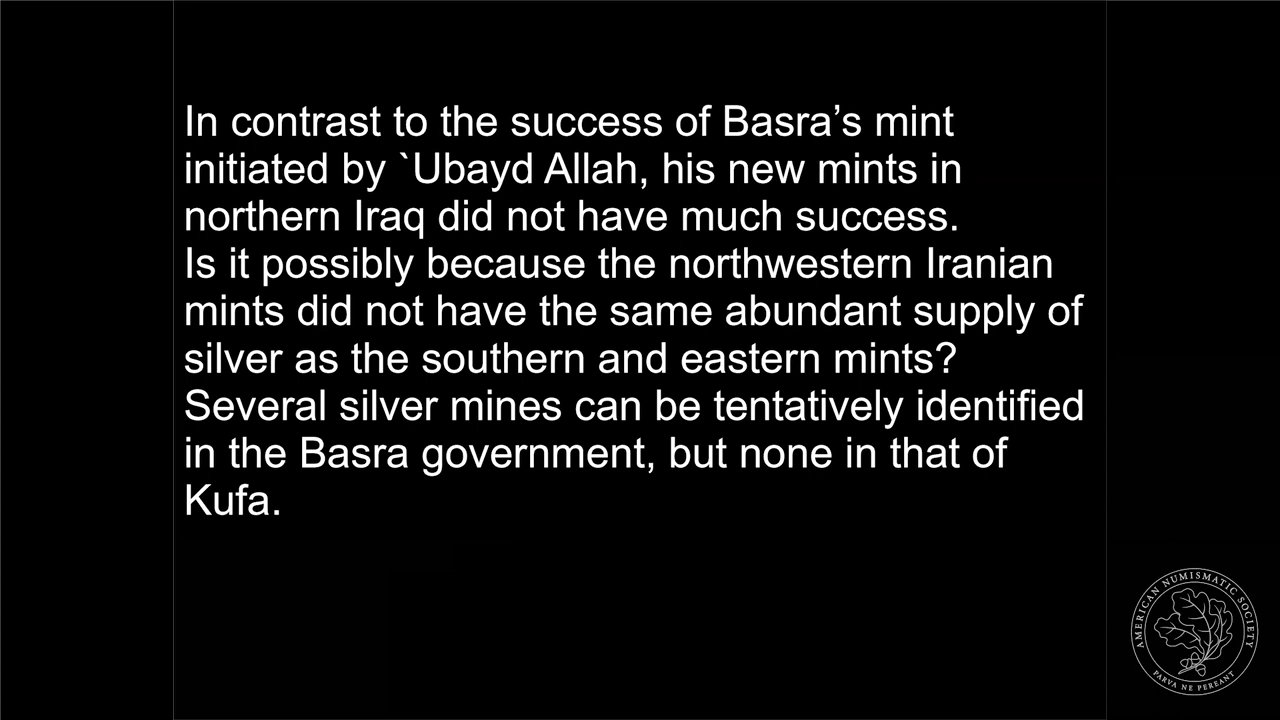 In contrast to the success of Basra’s mint
initiated by `Ubayd Allah, his new mints in
northern Iraq did not have much success.
Is it possibly because the northwestern Iranian
mints did not have the same abundant supply of
silver as the southern and eastern mints?
Several silver mines can be tentatively identified
in the Basra government, but none in that of
Kufa.
AMERICAN NUMISMATIC SOCIETY
PARVA NE PEREANT